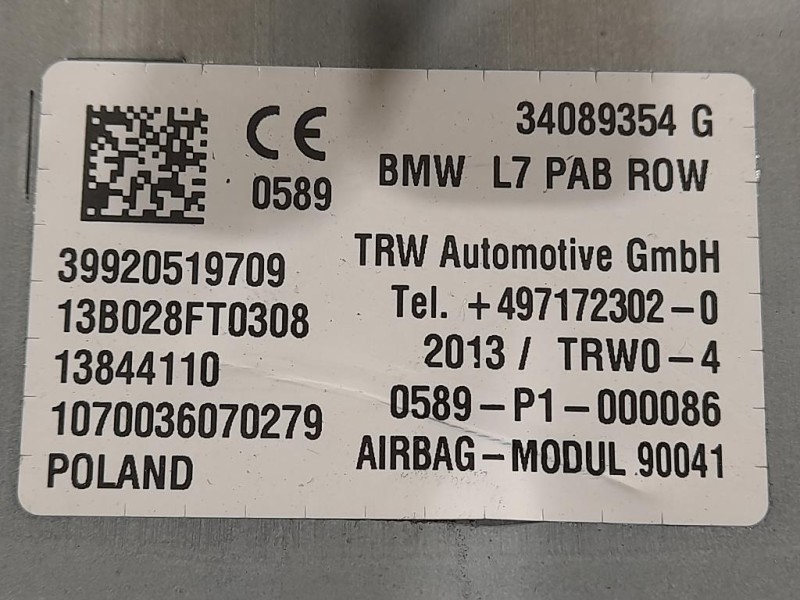 34089354 G
CE
0589
BMW L7 PAB ROW
39920519709
13B028FT0308
13844110
1070036070279
POLAND
TRW Automotive GmbH
Tel. +497172302-0
2013 / TRW0-4
0589-P1-000086
AIRBAG-MODUL 90041